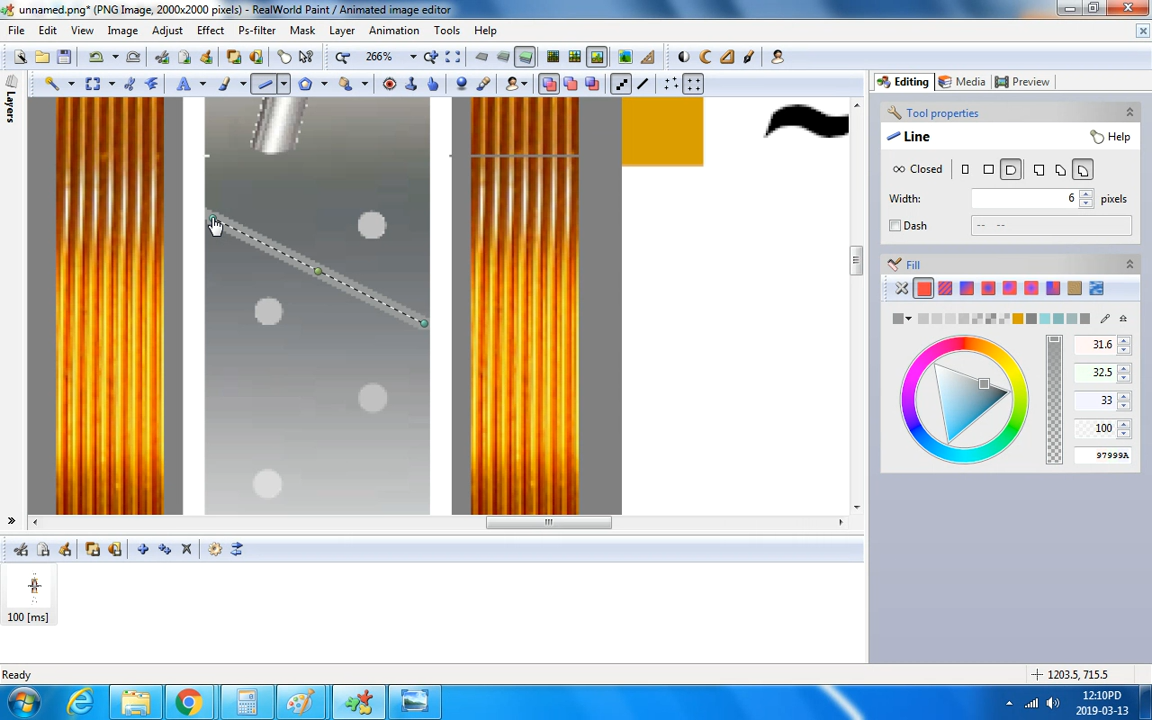 unnamed.png* (PNG Image, 2000x2000 pixels) - RealWorld Paint / Animated image editor
File Edit View Image Adjust Effect Ps-filter Mask Layer Animation Tools Help
266%
Layers
Editing Media Preview
Tool properties
Line Help
Closed
Width: 6 pixels
Dash
Fill
31.6
32.5
33
100
97999A
100 [ms]
Ready
1203.5, 715.5
12:10PD
2019-03-13